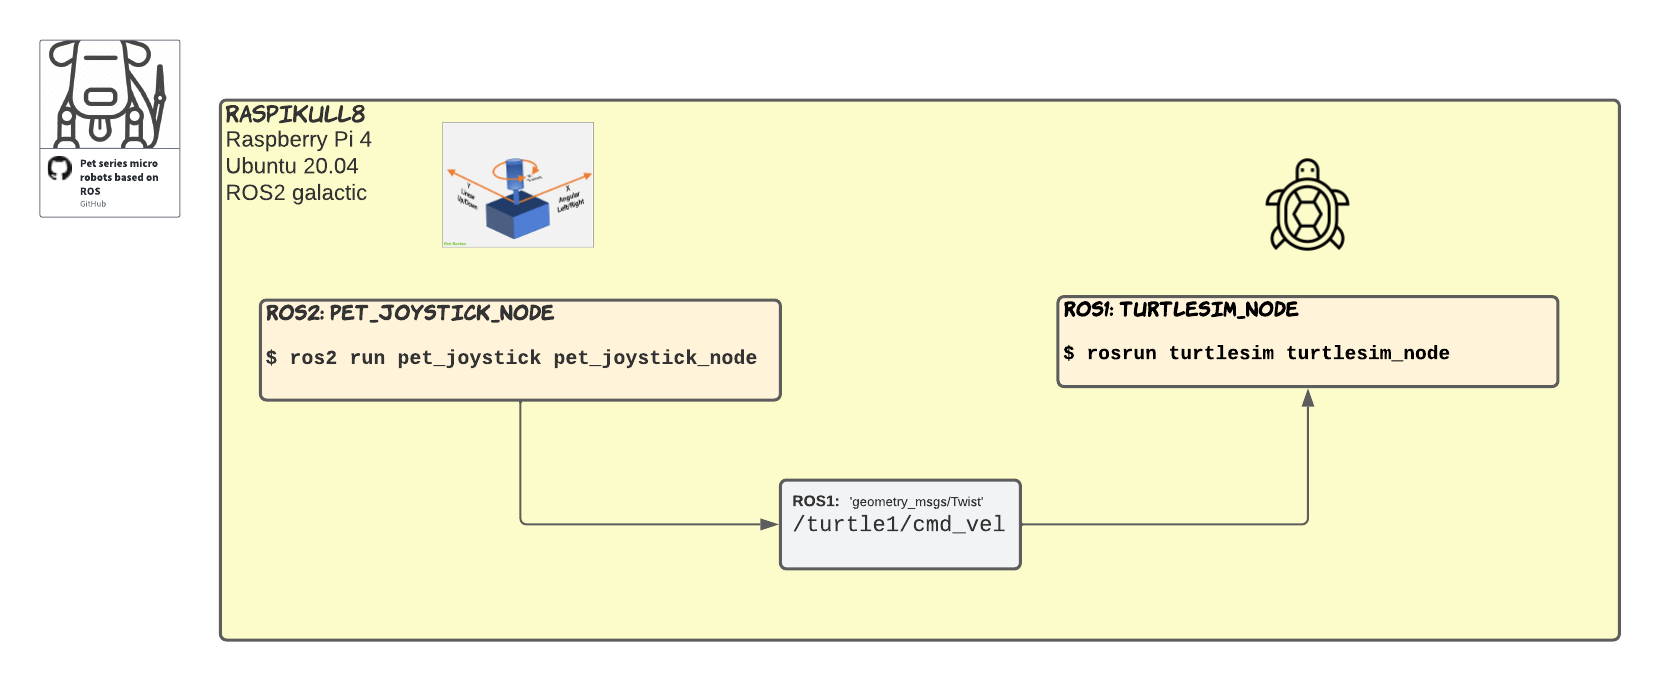 Pet series micro
robots based on
ROS
GitHub
RASPIKULL8
Raspberry Pi 4
Ubuntu 20.04
ROS2 galactic
Y
Linear
Up/Down
X
Angular
Left/Right
ROS2: PET_JOYSTICK_NODE
$ ros2 run pet_joystick pet_joystick_node
ROS1: TURTLESIM_NODE
$ rosrun turtlesim turtlesim_node
ROS1: 'geometry_msgs/Twist'
/turtle1/cmd_vel